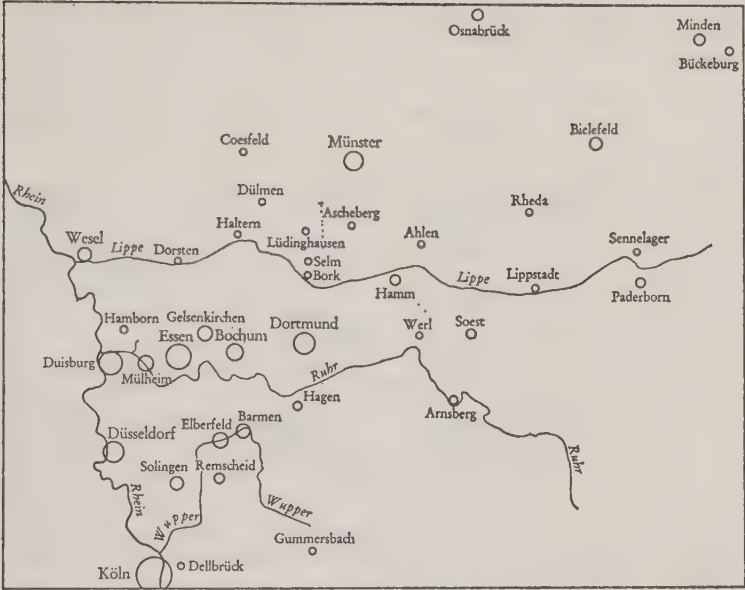 Osnabrück
Minden
Bückeburg
Coesfeld
Münster
Bielefeld
Rhein
Dülmen
Ascheberg
Rheda
Haltern
Lüdinghausen
Ahlen
Sennelager
Wesel
Lippe
Dorsten
Selm
Bork
Hamm
Lippe
Lippstadt
Paderborn
Hamborn
Gelsenkirchen
Essen
Bochum
Dortmund
Werl
Soest
Duisburg
Mülheim
Ruhr
Hagen
Arnsberg
Düsseldorf
Elberfeld
Barmen
Ruhr
Solingen
Remscheid
Rhein
Wupper
Wupper
Gummersbach
Köln
Dellbrück